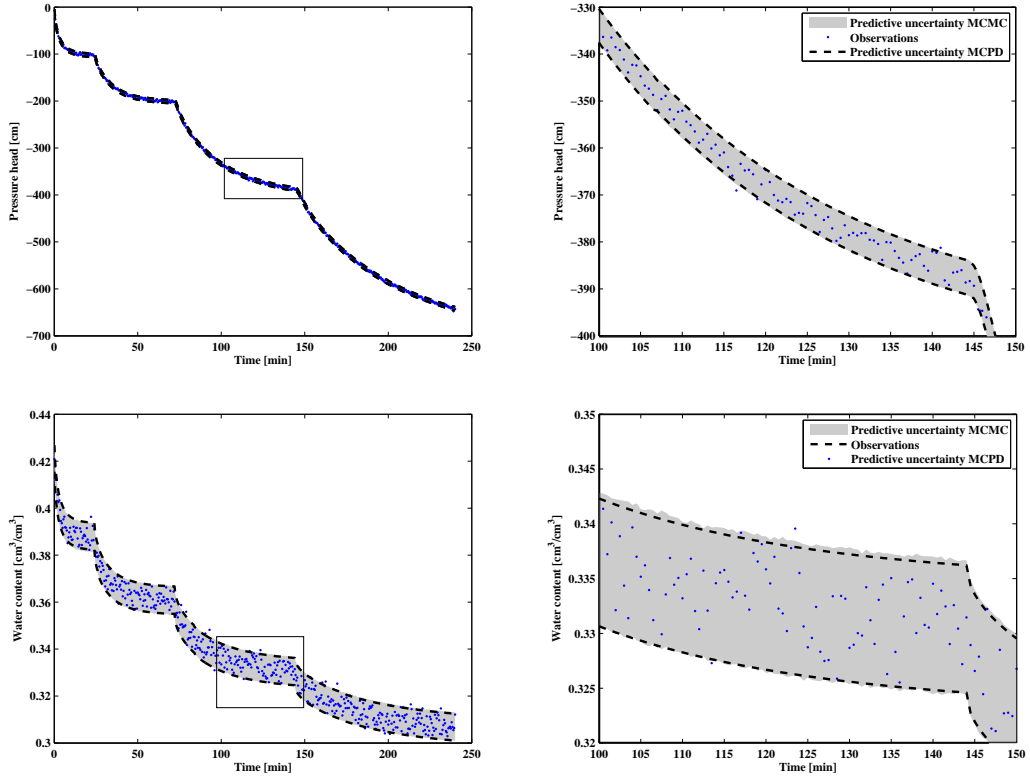 0
−100
−200
−300
−400
−500
−600
−700
0 50 100 150 200 250
Time [min]
Pressure head [cm]
−330
−340
−350
−360
−370
−380
−390
−400
100 105 110 115 120 125 130 135 140 145 150
Time [min]
Pressure head [cm]
Predictive uncertainty MCMC
Observations
Predictive uncertainty MCPD
0.44
0.42
0.4
0.38
0.36
0.34
0.32
0.3
0 50 100 150 200 250
Time [min]
Water content [cm³/cm³]
0.35
0.345
0.34
0.335
0.33
0.325
0.32
100 105 110 115 120 125 130 135 140 145 150
Time [min]
Water content [cm³/cm³]
Predictive uncertainty MCMC
Observations
Predictive uncertainty MCPD